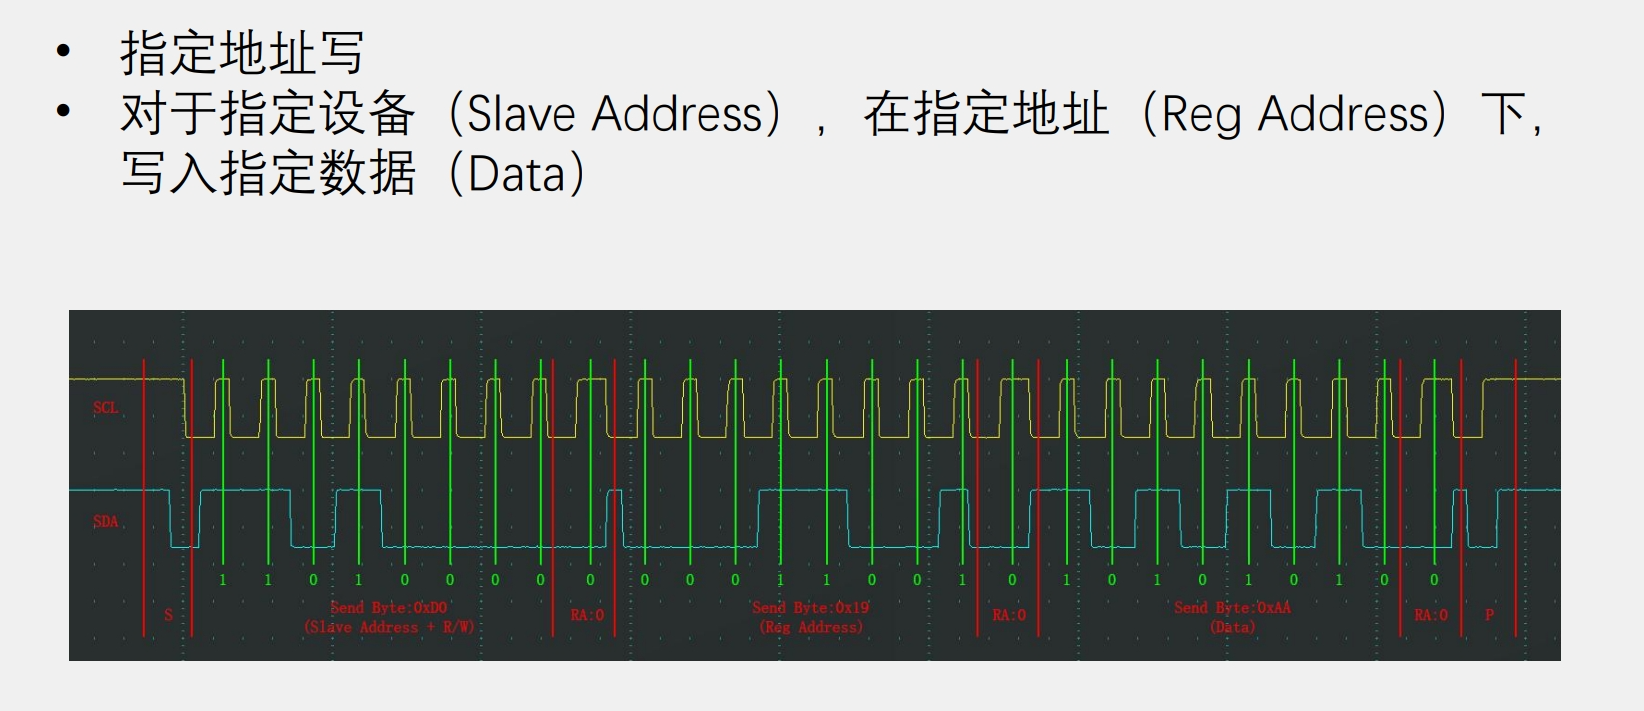 • 指定地址写
• 对于指定设备（Slave Address），在指定地址（Reg Address）下，
写入指定数据（Data）
SCL
SDA
1 1 0 1 0 0 0 0 0 0 0 0 1 1 0 0 1 0 1 0 1 0 1 0 1 0 0
S Send Byte:0xD0 RA:0 Send Byte:0x19 RA:0 Send Byte:0xAA RA:0 P
(Slave Address + R/W) (Reg Address) (Data)